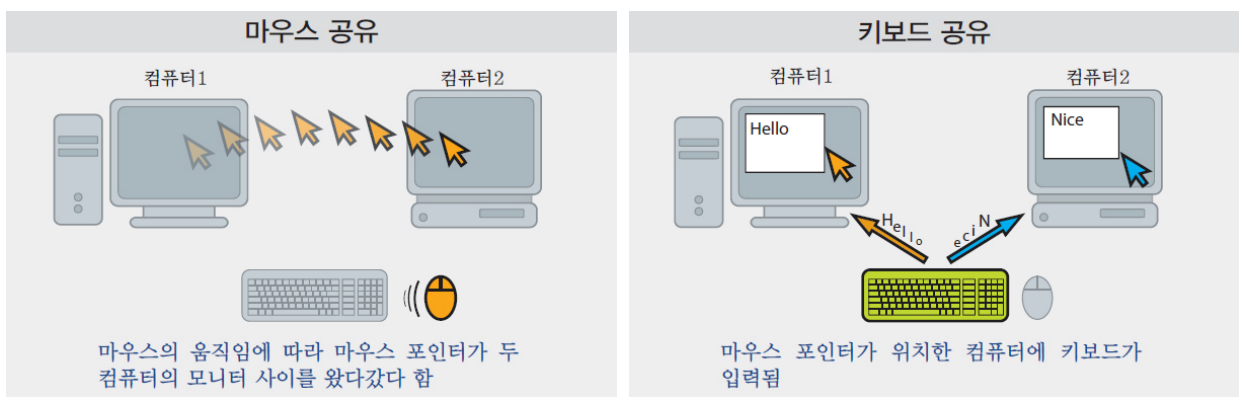 마우스 공유
컴퓨터1
컴퓨터2
마우스의 움직임에 따라 마우스 포인터가 두
컴퓨터의 모니터 사이를 왔다갔다 함
키보드 공유
컴퓨터1
컴퓨터2
Hello
Nice
Hello
eciN
마우스 포인터가 위치한 컴퓨터에 키보드가
입력됨